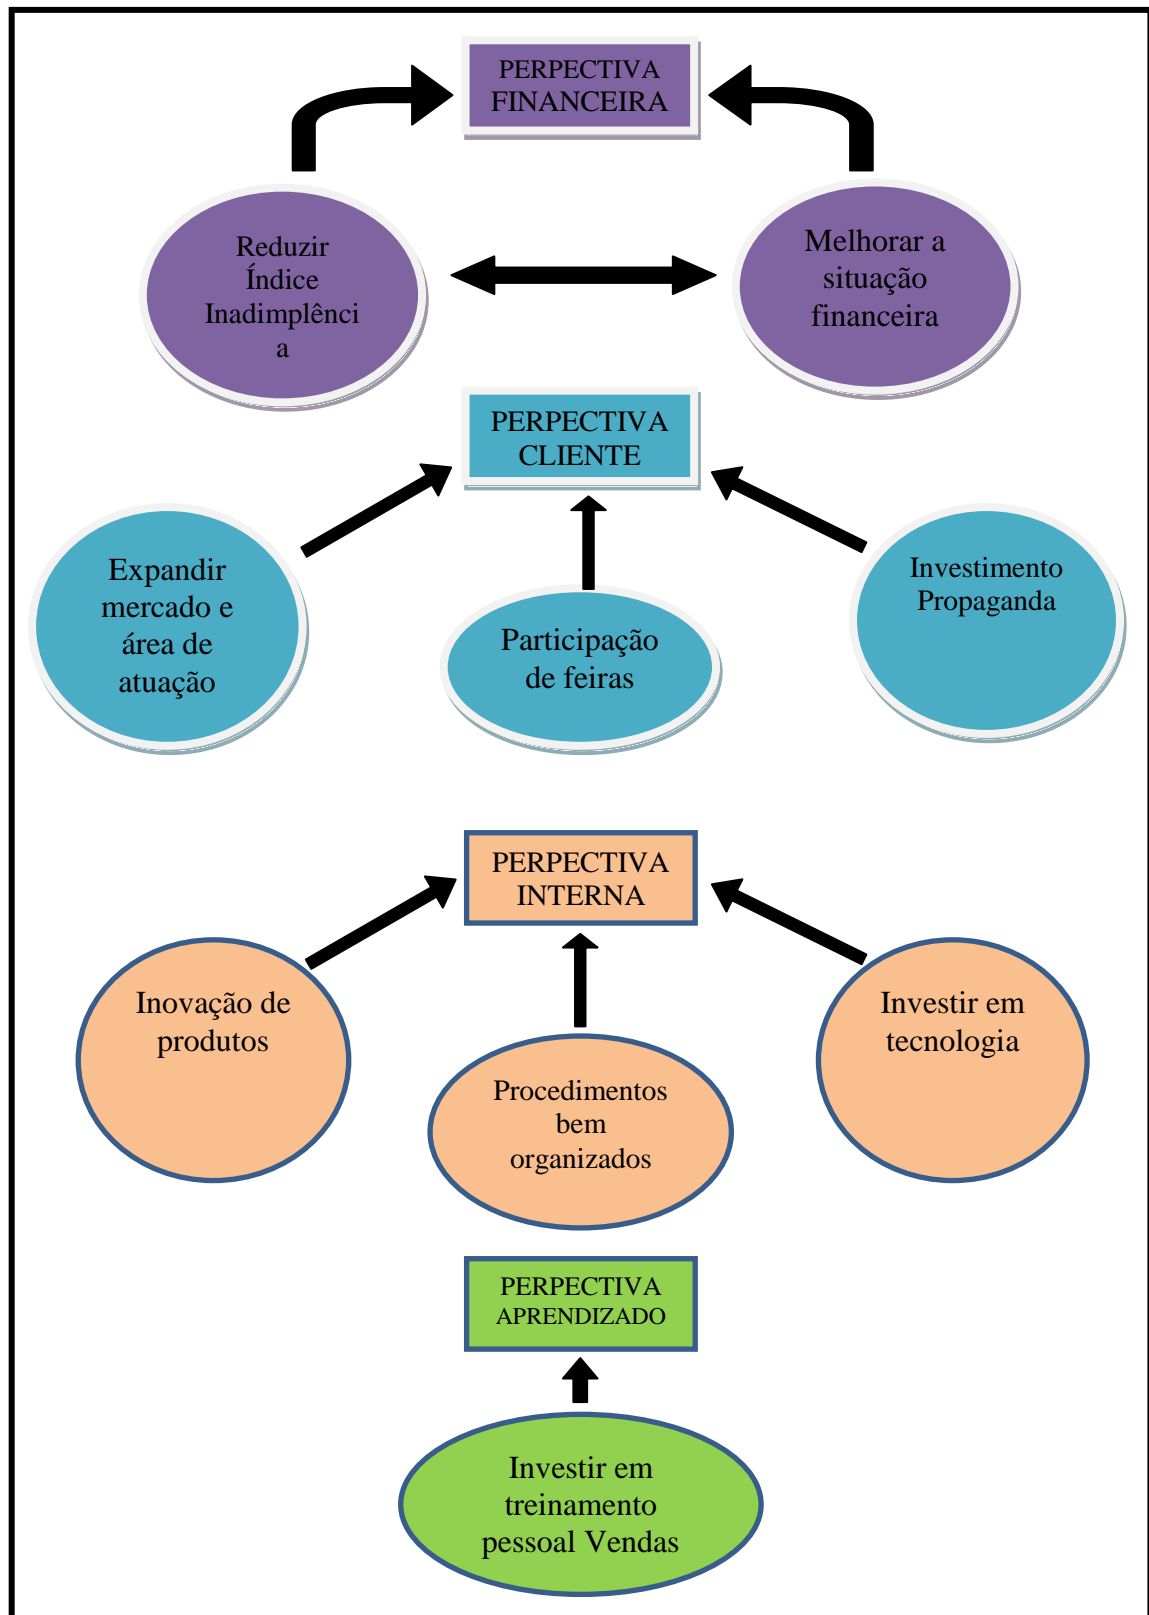 PERPECTIVA
FINANCEIRA
Reduzir
Índice
Inadimplênci
a
Melhorar a
situação
financeira
PERPECTIVA
CLIENTE
Expandir
mercado e
área de
atuação
Participação
de feiras
Investimento
Propaganda
PERPECTIVA
INTERNA
Inovação de
produtos
Procedimentos
bem
organizados
Investir em
tecnologia
PERPECTIVA
APRENDIZADO
Investir em
treinamento
pessoal Vendas